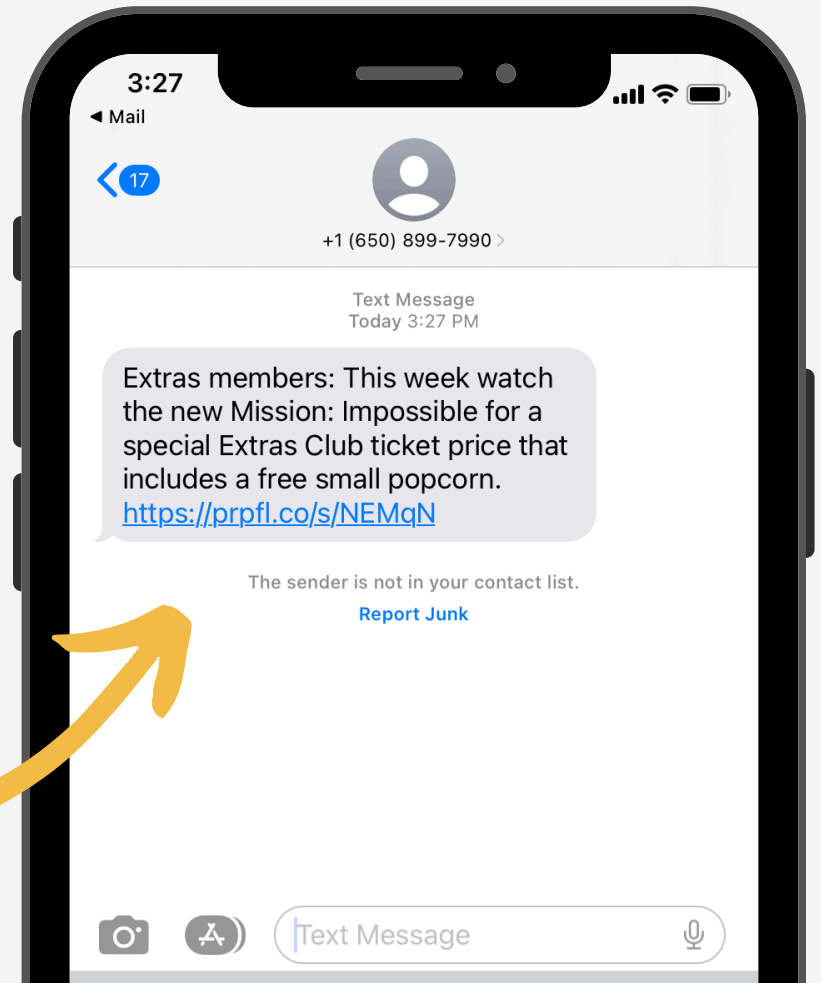 3:27
◀ Mail
17
+1 (650) 899-7990
Text Message
Today 3:27 PM
Extras members: This week watch
the new Mission: Impossible for a
special Extras Club ticket price that
includes a free small popcorn.
https://prpfl.co/s/NEMqN
The sender is not in your contact list.
Report Junk
Text Message